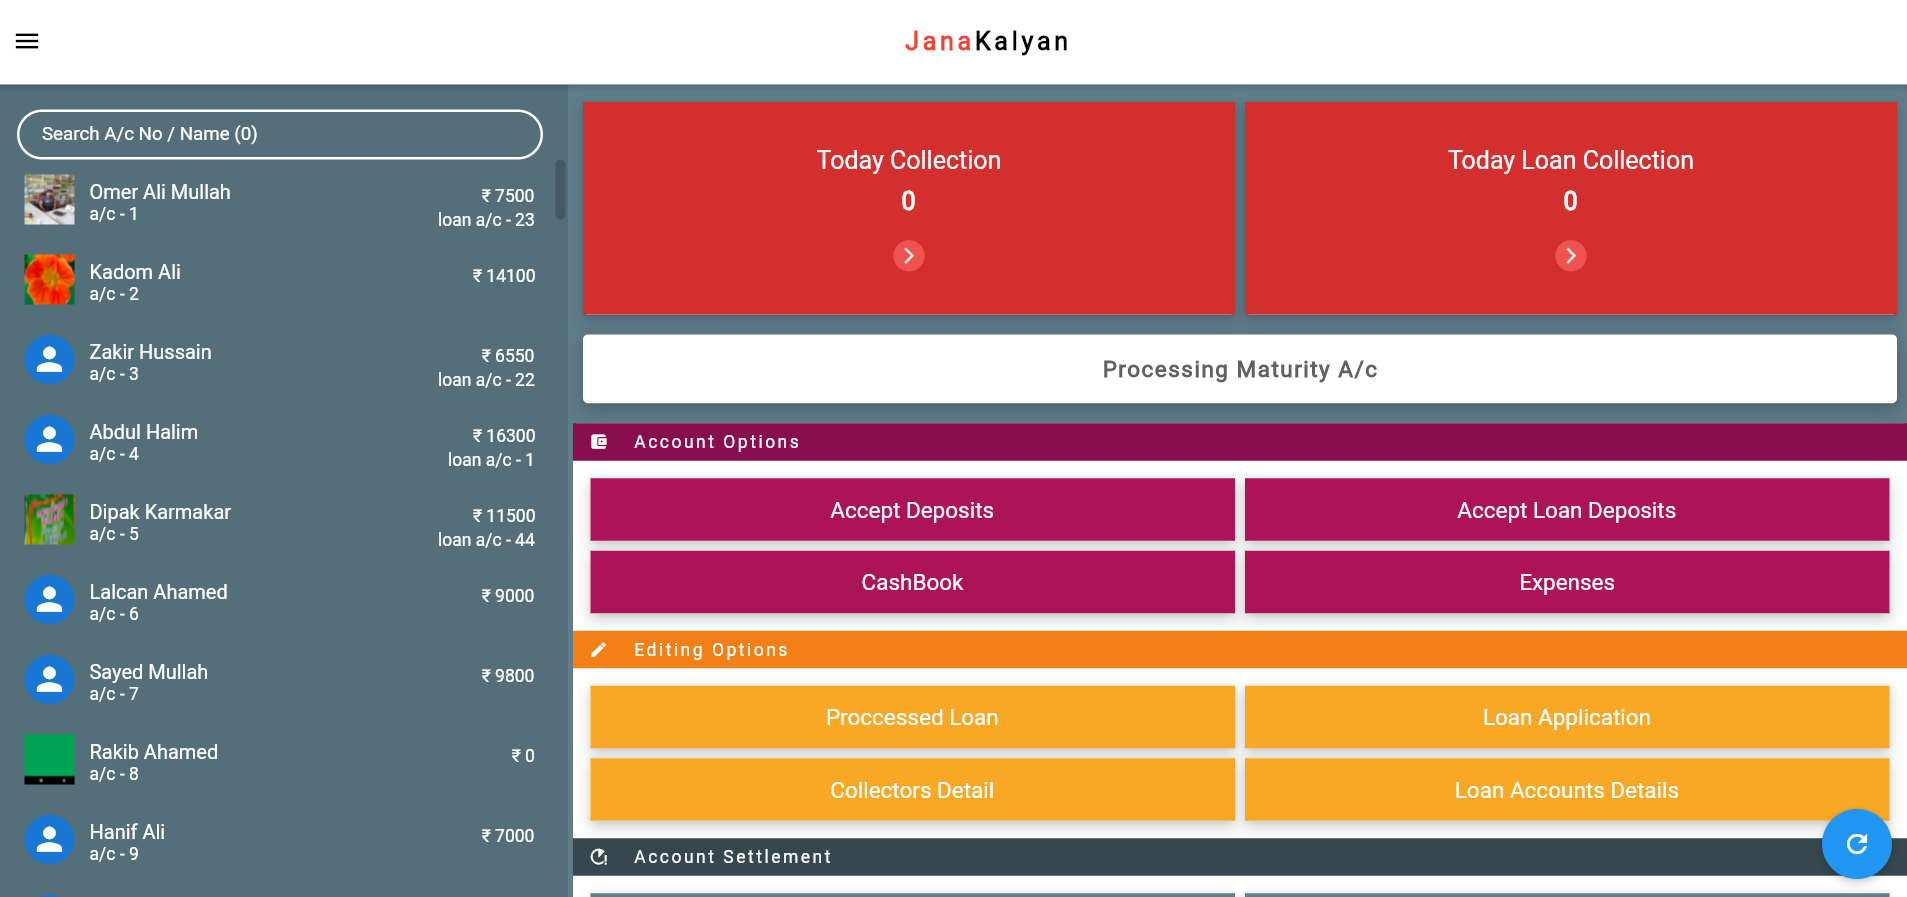 JanaKalyan
Search A/c No / Name (0)
Omer Ali Mullah
a/c - 1
₹ 7500
loan a/c - 23
Kadom Ali
a/c - 2
₹ 14100
Zakir Hussain
a/c - 3
₹ 6550
loan a/c - 22
Abdul Halim
a/c - 4
₹ 16300
loan a/c - 1
Dipak Karmakar
a/c - 5
₹ 11500
loan a/c - 44
Lalcan Ahamed
a/c - 6
₹ 9000
Sayed Mullah
a/c - 7
₹ 9800
Rakib Ahamed
a/c - 8
₹ 0
Hanif Ali
a/c - 9
₹ 7000
Today Collection
0
Today Loan Collection
0
Processing Maturity A/c
Account Options
Accept Deposits
Accept Loan Deposits
CashBook
Expenses
Editing Options
Proccessed Loan
Loan Application
Collectors Detail
Loan Accounts Details
Account Settlement